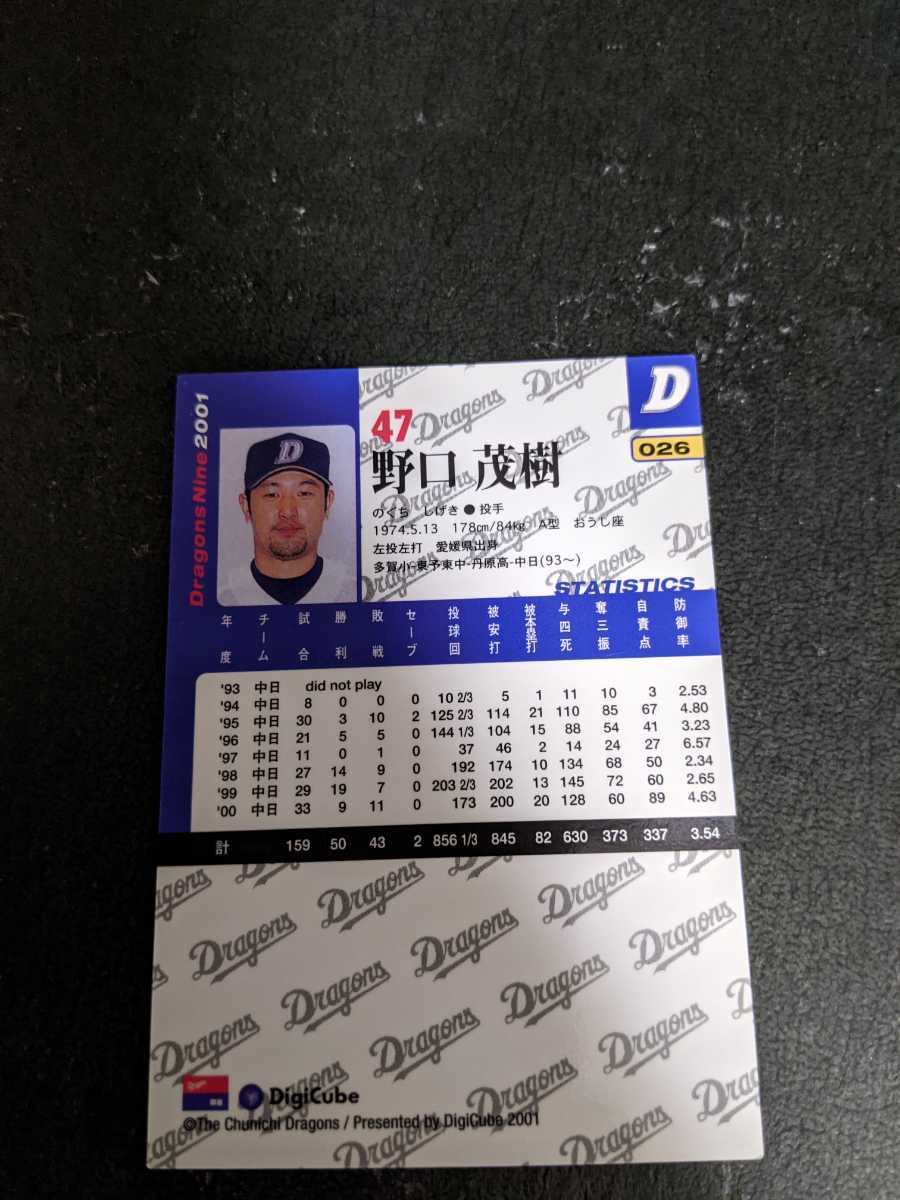 Dragons Nine 2001
D
026
47
野口 茂樹
のぐち しげき ● 投手
1974.5.13 178cm/84kg A型 おうし座
左投左打 愛媛県出身
多賀小-東予東中-丹原高-中日(93〜)
STATISTICS
年度 チーム 試合 勝利 敗戦 セーブ 投球回 被安打 被本塁打 与四死 奪三振 自責点 防御率
'93 中日 did not play
'94 中日 8 0 0 0 10 2/3 5 1 11 10 3 2.53
'95 中日 30 3 10 2 125 2/3 114 21 110 85 67 4.80
'96 中日 21 5 5 0 144 1/3 104 15 88 54 41 3.23
'97 中日 11 0 1 0 37 46 2 14 24 27 6.57
'98 中日 27 14 9 0 192 174 10 134 68 50 2.34
'99 中日 29 19 7 0 203 2/3 202 13 145 72 60 2.65
'00 中日 33 9 11 0 173 200 20 128 60 89 4.63
計 159 50 43 2 856 1/3 845 82 630 373 337 3.54
Dragons
DigiCube
©The Chunichi Dragons / Presented by DigiCube 2001